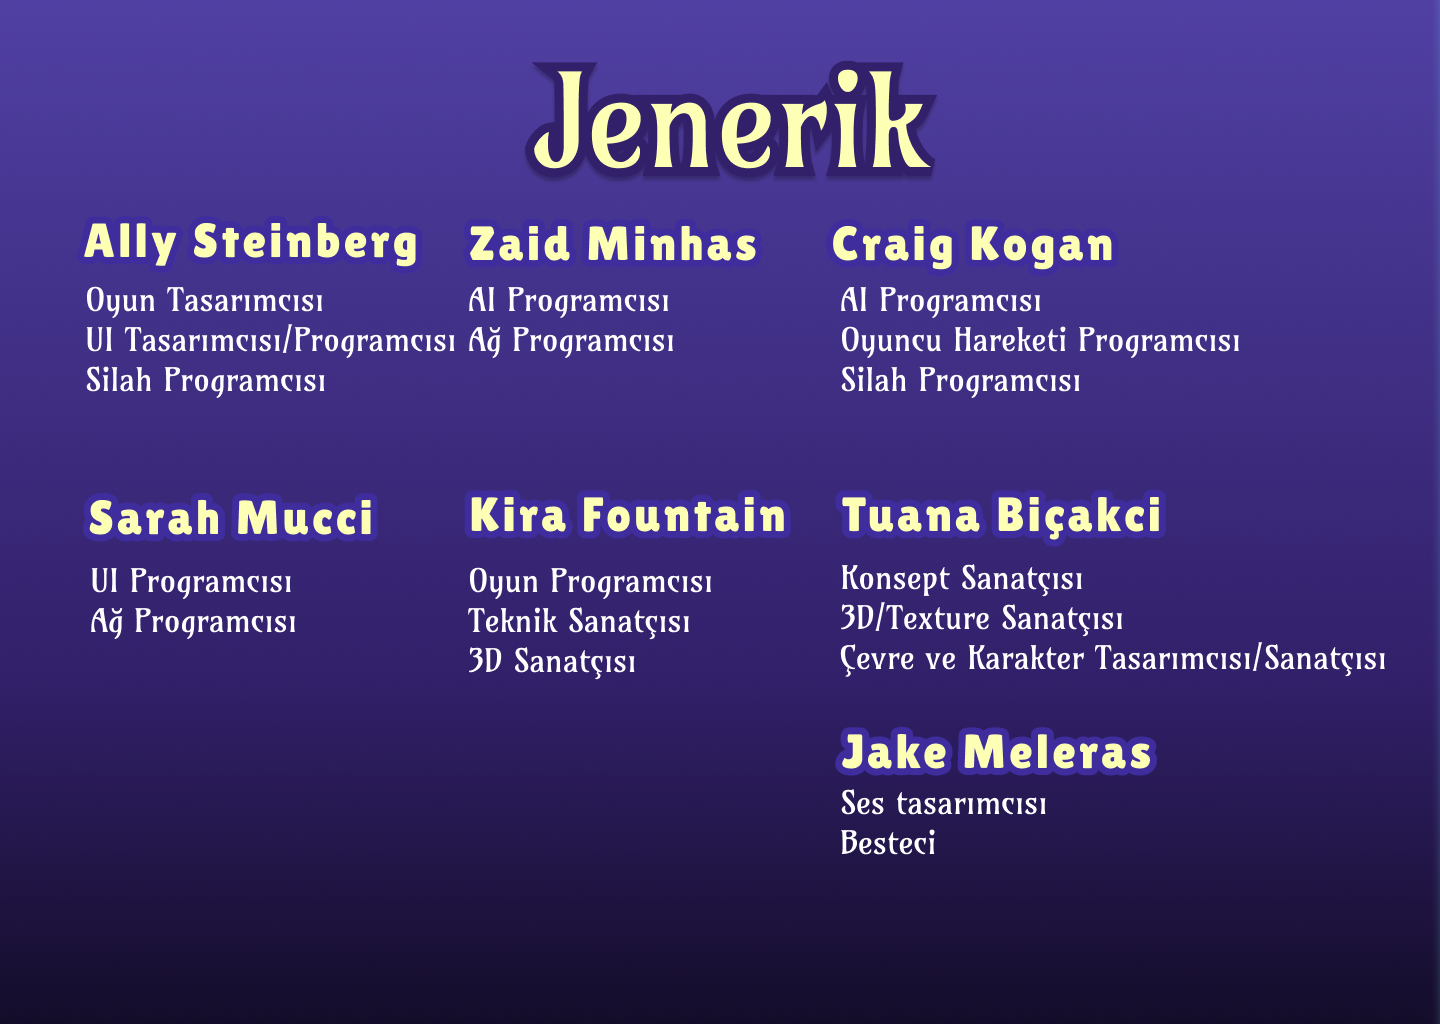 Jenerik
Ally Steinberg
Oyun Tasarımcısı
UI Tasarımcısı/Programcısı
Silah Programcısı
Zaid Minhas
AI Programcısı
Ağ Programcısı
Craig Kogan
AI Programcısı
Oyuncu Hareketi Programcısı
Silah Programcısı
Sarah Mucci
UI Programcısı
Ağ Programcısı
Kira Fountain
Oyun Programcısı
Teknik Sanatçısı
3D Sanatçısı
Tuana Biçakci
Konsept Sanatçısı
3D/Texture Sanatçısı
Çevre ve Karakter Tasarımcısı/Sanatçısı
Jake Meleras
Ses tasarımcısı
Besteci